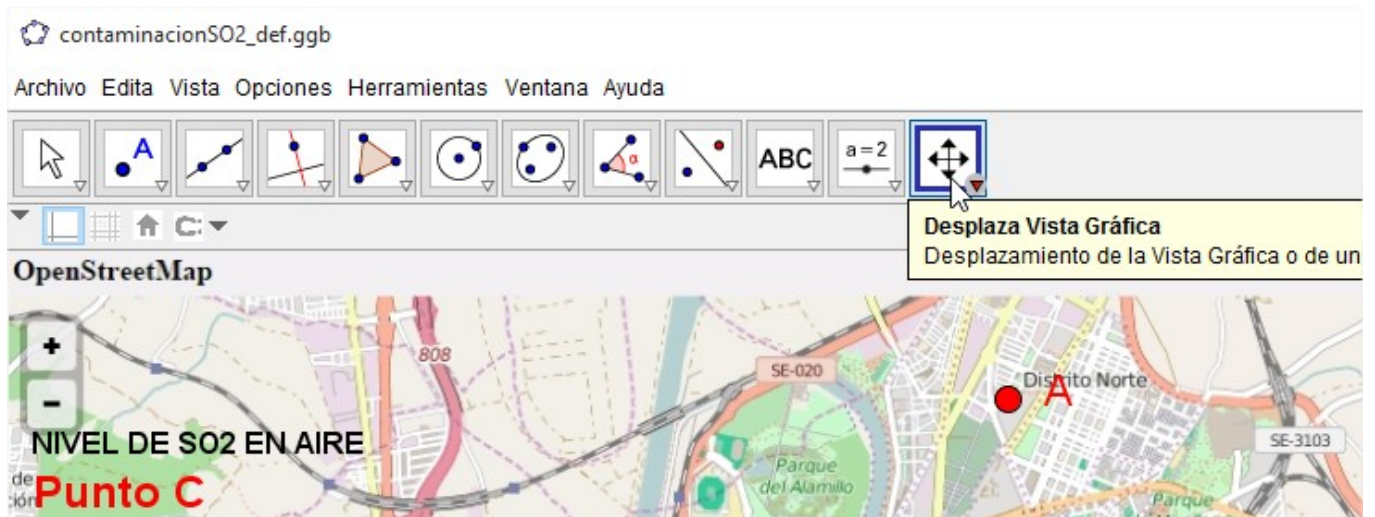 contaminacionSO2_def.ggb
Archivo Edita Vista Opciones Herramientas Ventana Ayuda
A
α
ABC
a=2
Desplaza Vista Gráfica
Desplazamiento de la Vista Gráfica o de un
OpenStreetMap
+
808
SE-020
Distrito Norte
A
-
NIVEL DE SO2 EN AIRE
SE-3103
Parque
del Alamillo
de
ión
Punto C
Parque